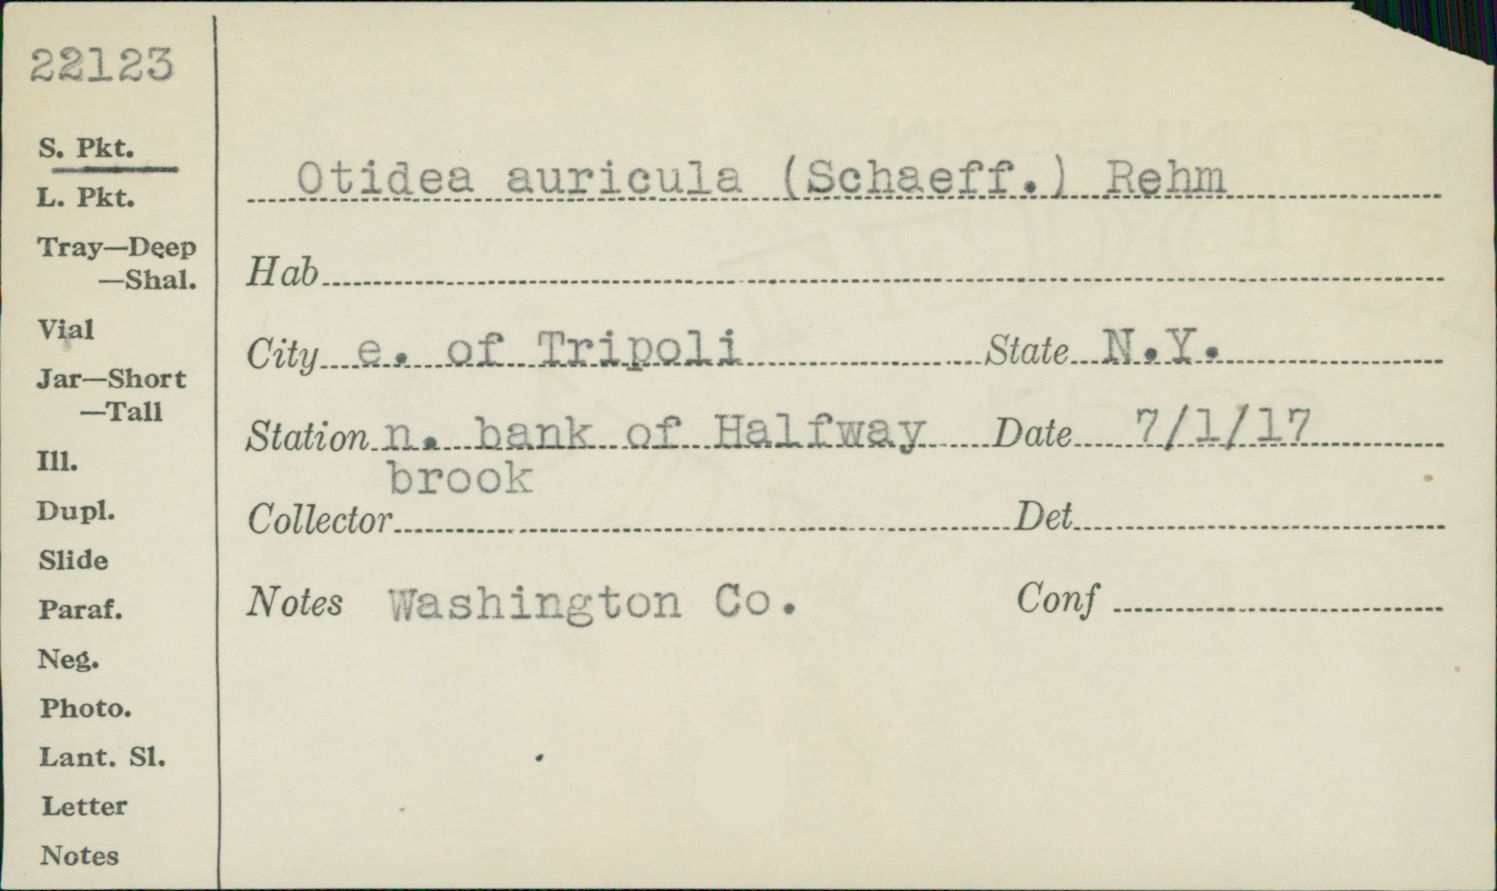 22123
S. Pkt.
L. Pkt.
Tray—Deep
—Shal.
Vial
Jar—Short
—Tall
Ill.
Dupl.
Slide
Paraf.
Neg.
Photo.
Lant. Sl.
Letter
Notes
Otidea auricula (Schaeff.) Rehm
Hab
City e. of Tripoli State N.Y.
Station n. bank of Halfway Date 7/1/17
brook
Collector Det
Notes Washington Co. Conf